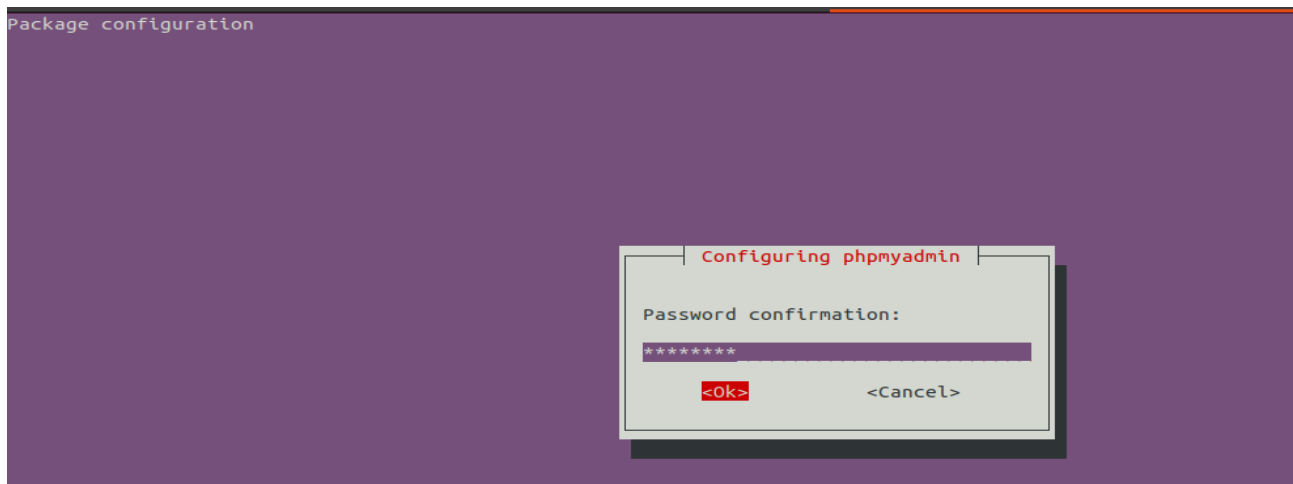 Package configuration
Configuring phpmyadmin
Password confirmation:
********
<Ok> <Cancel>